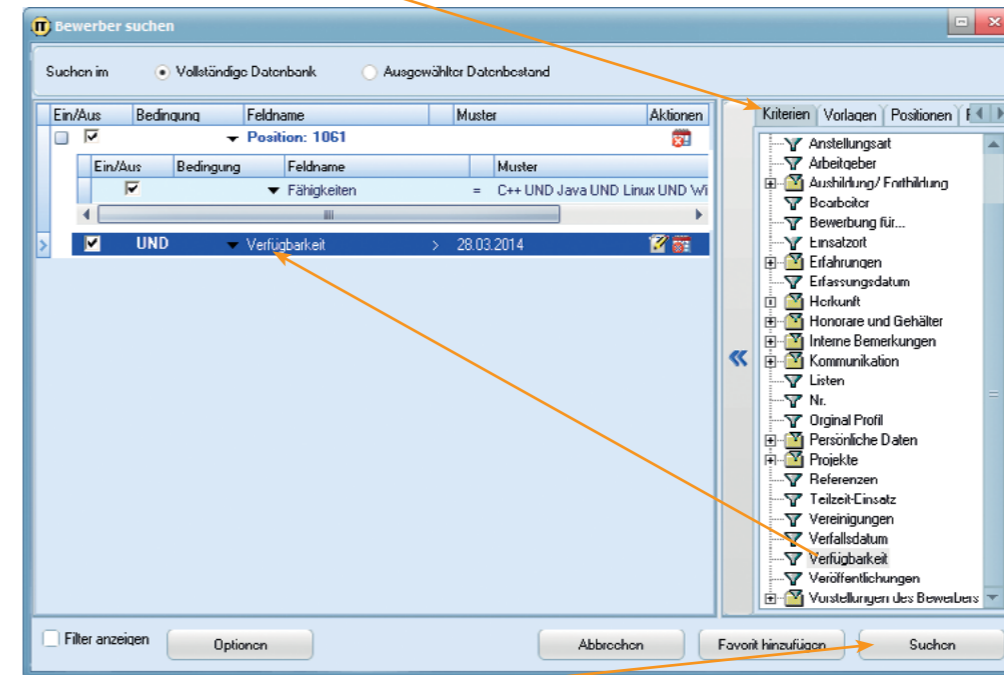 Bewerber suchen
Suchen im Vollständige Datenbank Ausgewählter Datenbestand
Ein/Aus Bedingung Feldname Muster Aktionen
Position: 1061
Ein/Aus Bedingung Feldname Muster
Fähigkeiten = C++ UND Java UND Linux UND Wi
UND Verfügbarkeit > 28.03.2014
Kriterien Vorlagen Positionen
Anstellungsart
Arbeitgeber
Ausbildung/ Fortbildung
Bearbeiter
Bewerbung für...
Einsatzort
Erfahrungen
Erfassungsdatum
Herkunft
Honorare und Gehälter
Interne Bemerkungen
Kommunikation
Listen
Nr.
Orginal Profil
Persönliche Daten
Projekte
Referenzen
Teilzeit-Einsatz
Vereinigungen
Verfallsdatum
Verfügbarkeit
Veröffentlichungen
Vorstellungen des Bewerbers
Filter anzeigen Optionen Abbrechen Favorit hinzufügen Suchen